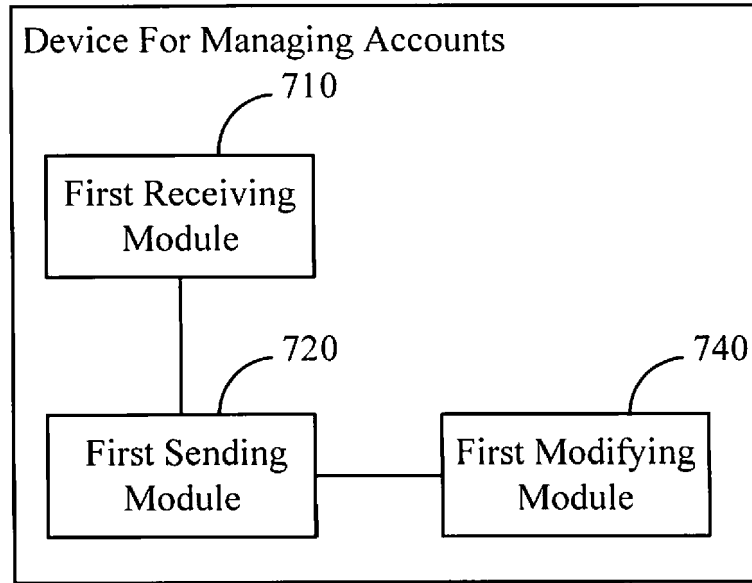 Device For Managing Accounts
710
First Receiving
Module
720
740
First Sending
Module
First Modifying
Module